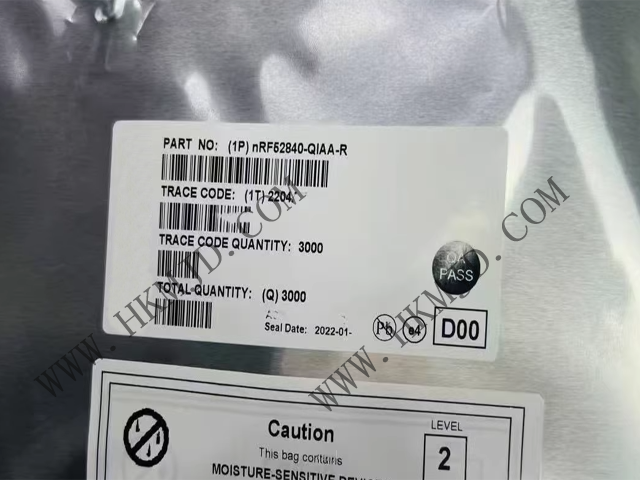 PART NO: (1P) nRF52840-QIAA-R
TRACE CODE: (1T) 2204
TRACE CODE QUANTITY: 3000
QA
PASS
TOTAL QUANTITY: (Q) 3000
Seal Date: 2022-01-
Pb
e4
D00
WWW.HKMJD.COM
WWW.HKMJD.COM
Caution
This bag contains
MOISTURE-SENSITIVE DEVICES
LEVEL
2